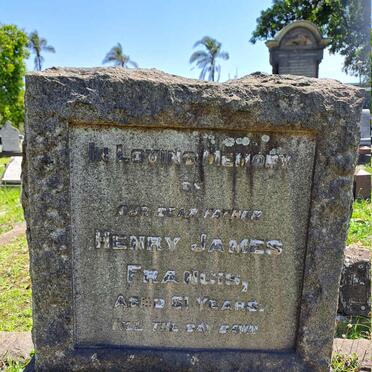 In Loving Memory
of
our dear father
Henry James
Francis,
Aged 61 years.
Till the day dawn